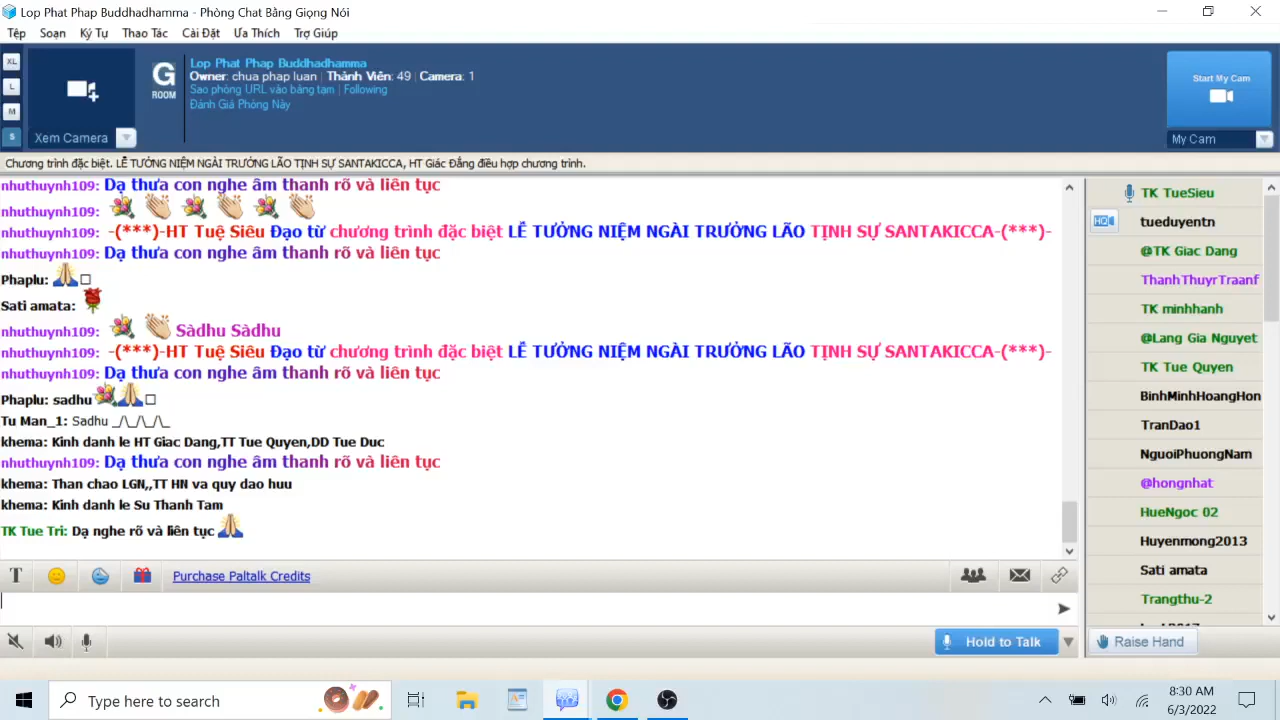 Lop Phat Phap Buddhadhamma - Phòng Chat Bằng Giọng Nói
Tệp Soạn Ký Tự Thao Tác Cài Đặt Ưa Thích Trợ Giúp
XL
L
M
S
Xem Camera
G
ROOM
Lop Phat Phap Buddhadhamma
Owner: chua phap luan | Thành Viên: 49 | Camera: 1
Sao phòng URL vào bảng tạm | Following
Đánh Giá Phòng Này
Start My Cam
My Cam
Chương trình đặc biệt. LỄ TƯỞNG NIỆM NGÀI TRƯỞNG LÃO TỊNH SỰ SANTAKICCA, HT Giác Đẳng điều hợp chương trình.
nhuthuynh109: Dạ thưa con nghe âm thanh rõ và liên tục
nhuthuynh109:
nhuthuynh109: -(***)-HT Tuệ Siêu Đạo từ chương trình đặc biệt LỄ TƯỞNG NIỆM NGÀI TRƯỞNG LÃO TỊNH SỰ SANTAKICCA-(***)-
nhuthuynh109: Dạ thưa con nghe âm thanh rõ và liên tục
Phaplu:
Sati amata:
nhuthuynh109: Sàdhu Sàdhu
nhuthuynh109: -(***)-HT Tuệ Siêu Đạo từ chương trình đặc biệt LỄ TƯỞNG NIỆM NGÀI TRƯỞNG LÃO TỊNH SỰ SANTAKICCA-(***)-
nhuthuynh109: Dạ thưa con nghe âm thanh rõ và liên tục
Phaplu: sadhu
Tu Man_1: Sadhu _/\_/\_/\_
khema: Kinh danh le HT Giac Dang,TT Tue Quyen,DD Tue Duc
nhuthuynh109: Dạ thưa con nghe âm thanh rõ và liên tục
khema: Than chao LGN,,TT HN va quy dao huu
khema: Kinh danh le Su Thanh Tam
TK Tue Tri: Dạ nghe rõ và liên tục
T
Purchase Paltalk Credits
Hold to Talk
TK TueSieu
HQ
tueduyentn
@TK Giac Dang
ThanhThuyrTraanf
TK minhhanh
@Lang Gia Nguyet
TK Tue Quyen
BinhMinhHoangHon
TranDao1
NguoiPhuongNam
@hongnhat
HueNgoc 02
Huyenmong2013
Sati amata
Trangthu-2
Raise Hand
Type here to search
8:30 AM
6/3/2022